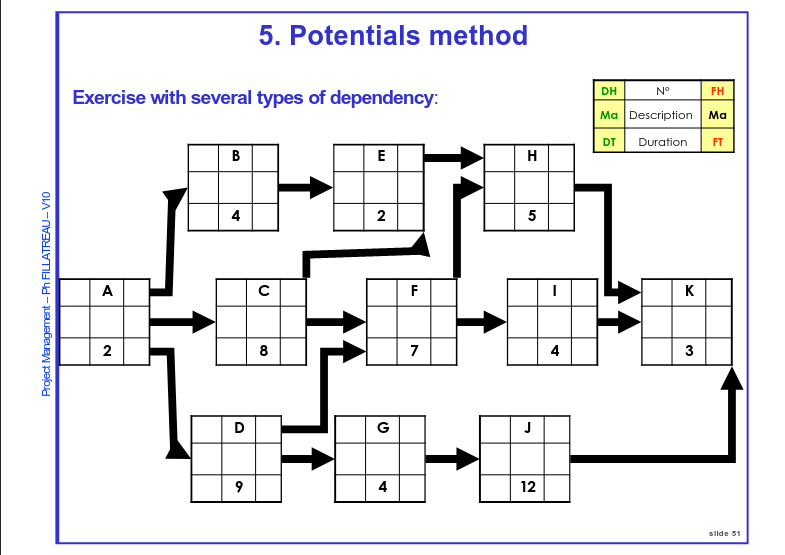 5. Potentials method
Exercise with several types of dependency:
DH N° FH
Ma Description Ma
DT Duration FT
B
4
E
2
H
5
A
2
C
8
F
7
I
4
K
3
D
9
G
4
J
12
Project Management – Ph FILLATREAU – V10
slide 51